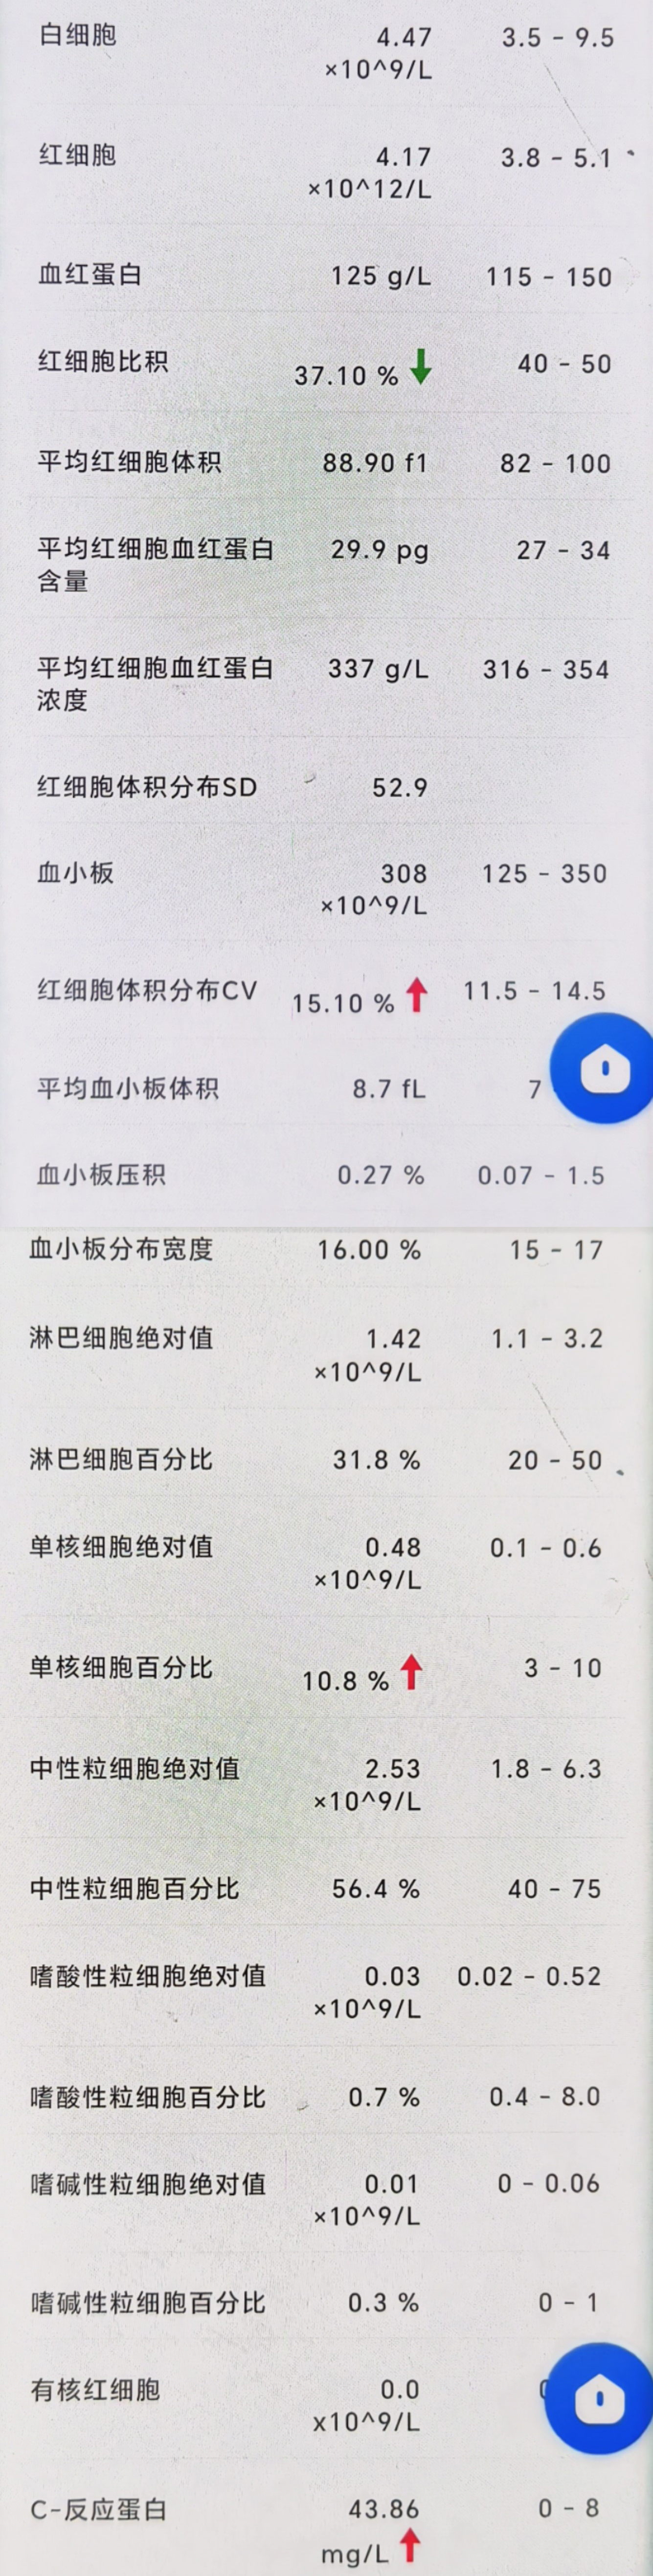 白细胞 4.47 3.5 - 9.5
×10^9/L
红细胞 4.17 3.8 - 5.1
×10^12/L
血红蛋白 125 g/L 115 - 150
红细胞比积 37.10 % ↓ 40 - 50
平均红细胞体积 88.90 f1 82 - 100
平均红细胞血红蛋白 29.9 pg 27 - 34
含量
平均红细胞血红蛋白 337 g/L 316 - 354
浓度
红细胞体积分布SD 52.9
血小板 308 125 - 350
×10^9/L
红细胞体积分布CV 15.10 % ↑ 11.5 - 14.5
平均血小板体积 8.7 fL 7
血小板压积 0.27 % 0.07 - 1.5
血小板分布宽度 16.00 % 15 - 17
淋巴细胞绝对值 1.42 1.1 - 3.2
×10^9/L
淋巴细胞百分比 31.8 % 20 - 50
单核细胞绝对值 0.48 0.1 - 0.6
×10^9/L
单核细胞百分比 10.8 % ↑ 3 - 10
中性粒细胞绝对值 2.53 1.8 - 6.3
×10^9/L
中性粒细胞百分比 56.4 % 40 - 75
嗜酸性粒细胞绝对值 0.03 0.02 - 0.52
×10^9/L
嗜酸性粒细胞百分比 0.7 % 0.4 - 8.0
嗜碱性粒细胞绝对值 0.01 0 - 0.06
×10^9/L
嗜碱性粒细胞百分比 0.3 % 0 - 1
有核红细胞 0.0
x10^9/L
C-反应蛋白 43.86 0 - 8
mg/L ↑